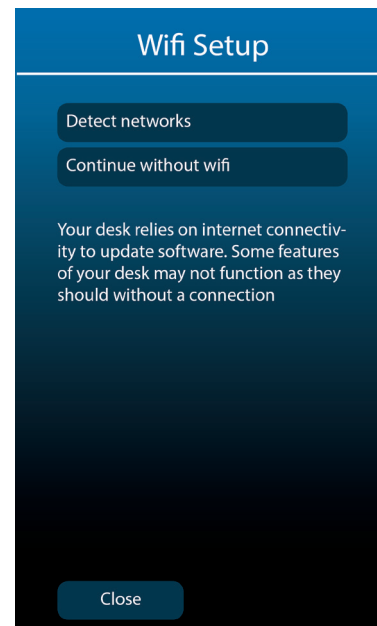 Wifi Setup
Detect networks
Continue without wifi
Your desk relies on internet connectiv-
ity to update software. Some features
of your desk may not function as they
should without a connection
Close